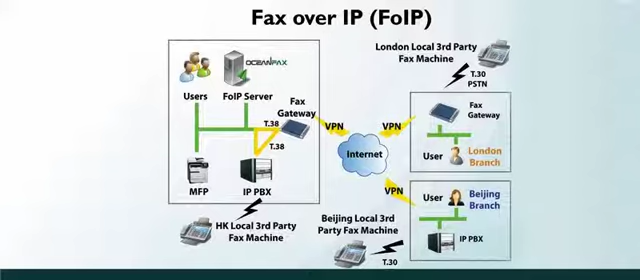 Fax over IP (FoIP)
London Local 3rd Party
Fax Machine
T.30
PSTN
OCEANFAX
Users
FoIP Server
Fax
Gateway
T.38
T.38
MFP
IP PBX
HK Local 3rd Party
Fax Machine
VPN
VPN
Internet
VPN
Fax
Gateway
User
London
Branch
User
Beijing
Branch
IP PBX
Beijing Local 3rd
Party Fax Machine
T.30